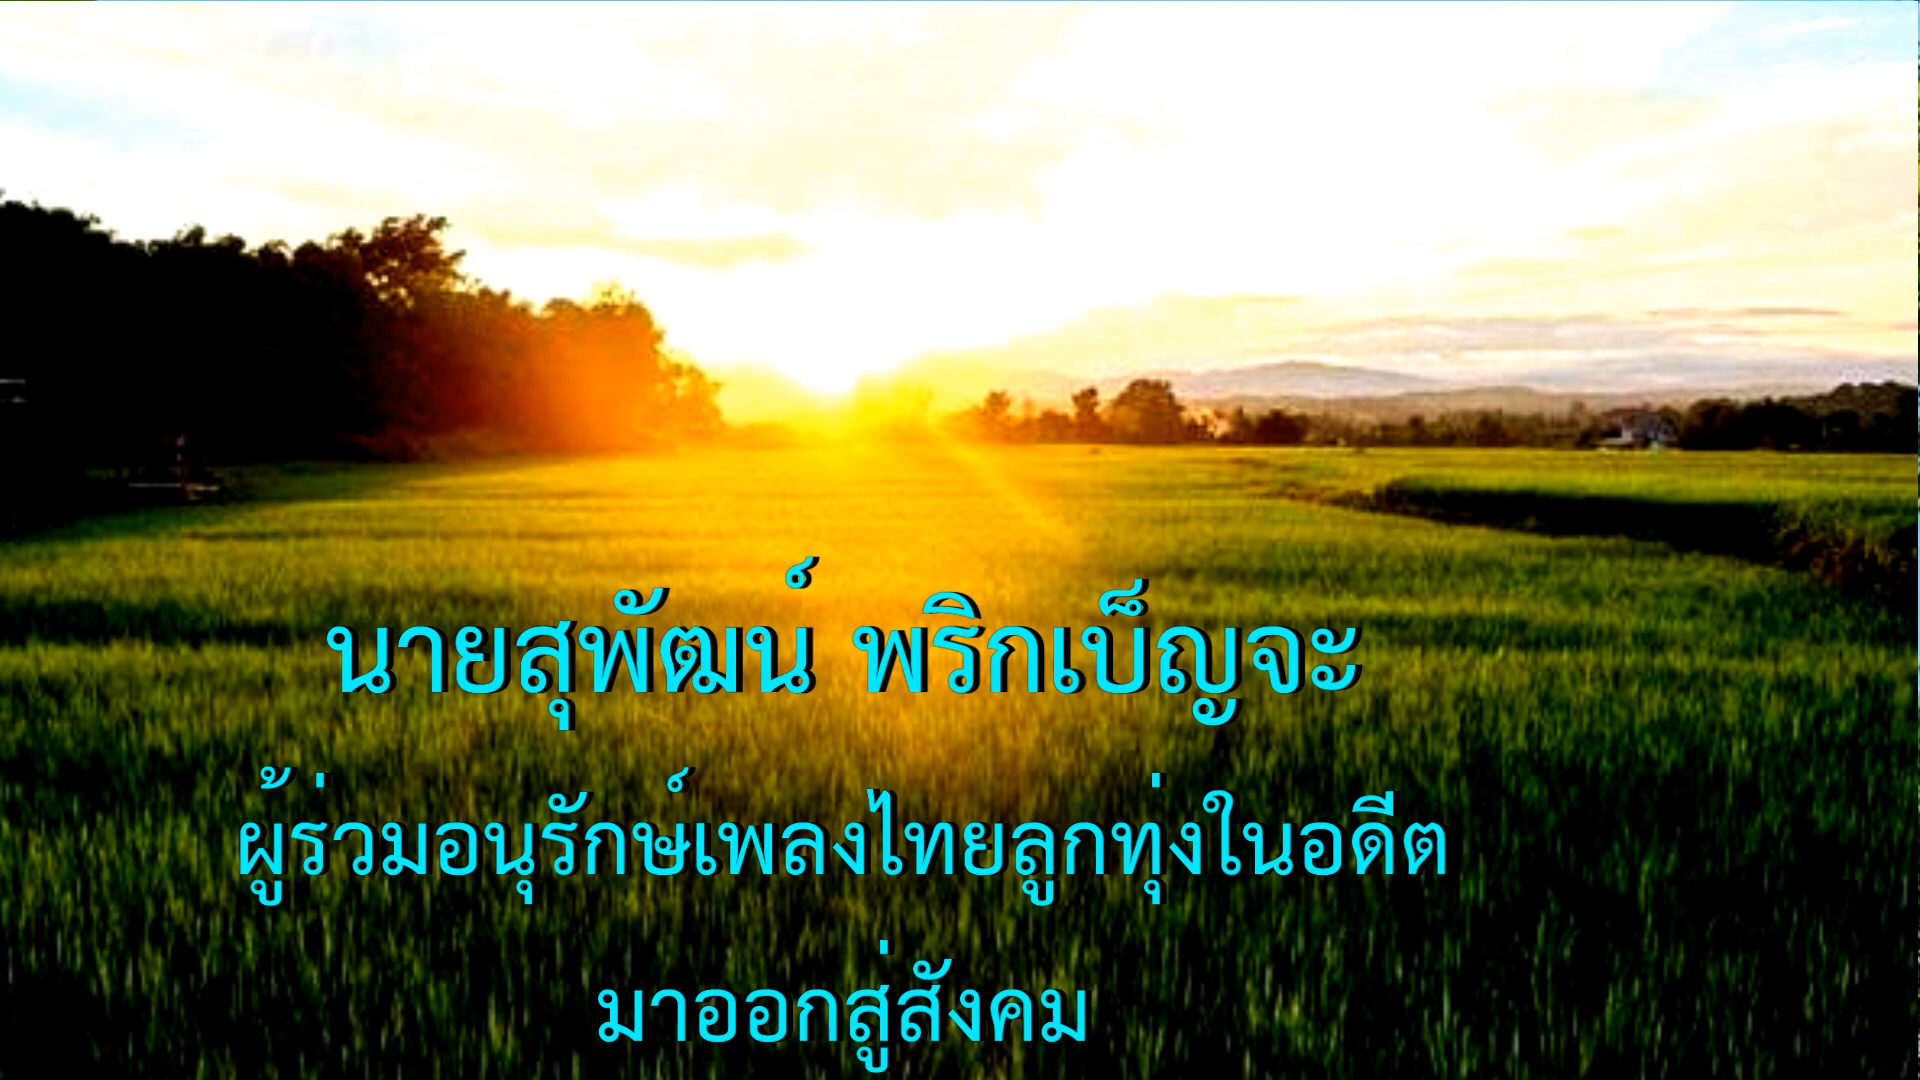 นายสุพัฒน์ พริกเบ็ญจะ
ผู้ร่วมอนุรักษ์เพลงไทยลูกทุ่งในอดีต
มาออกสู่สังคม